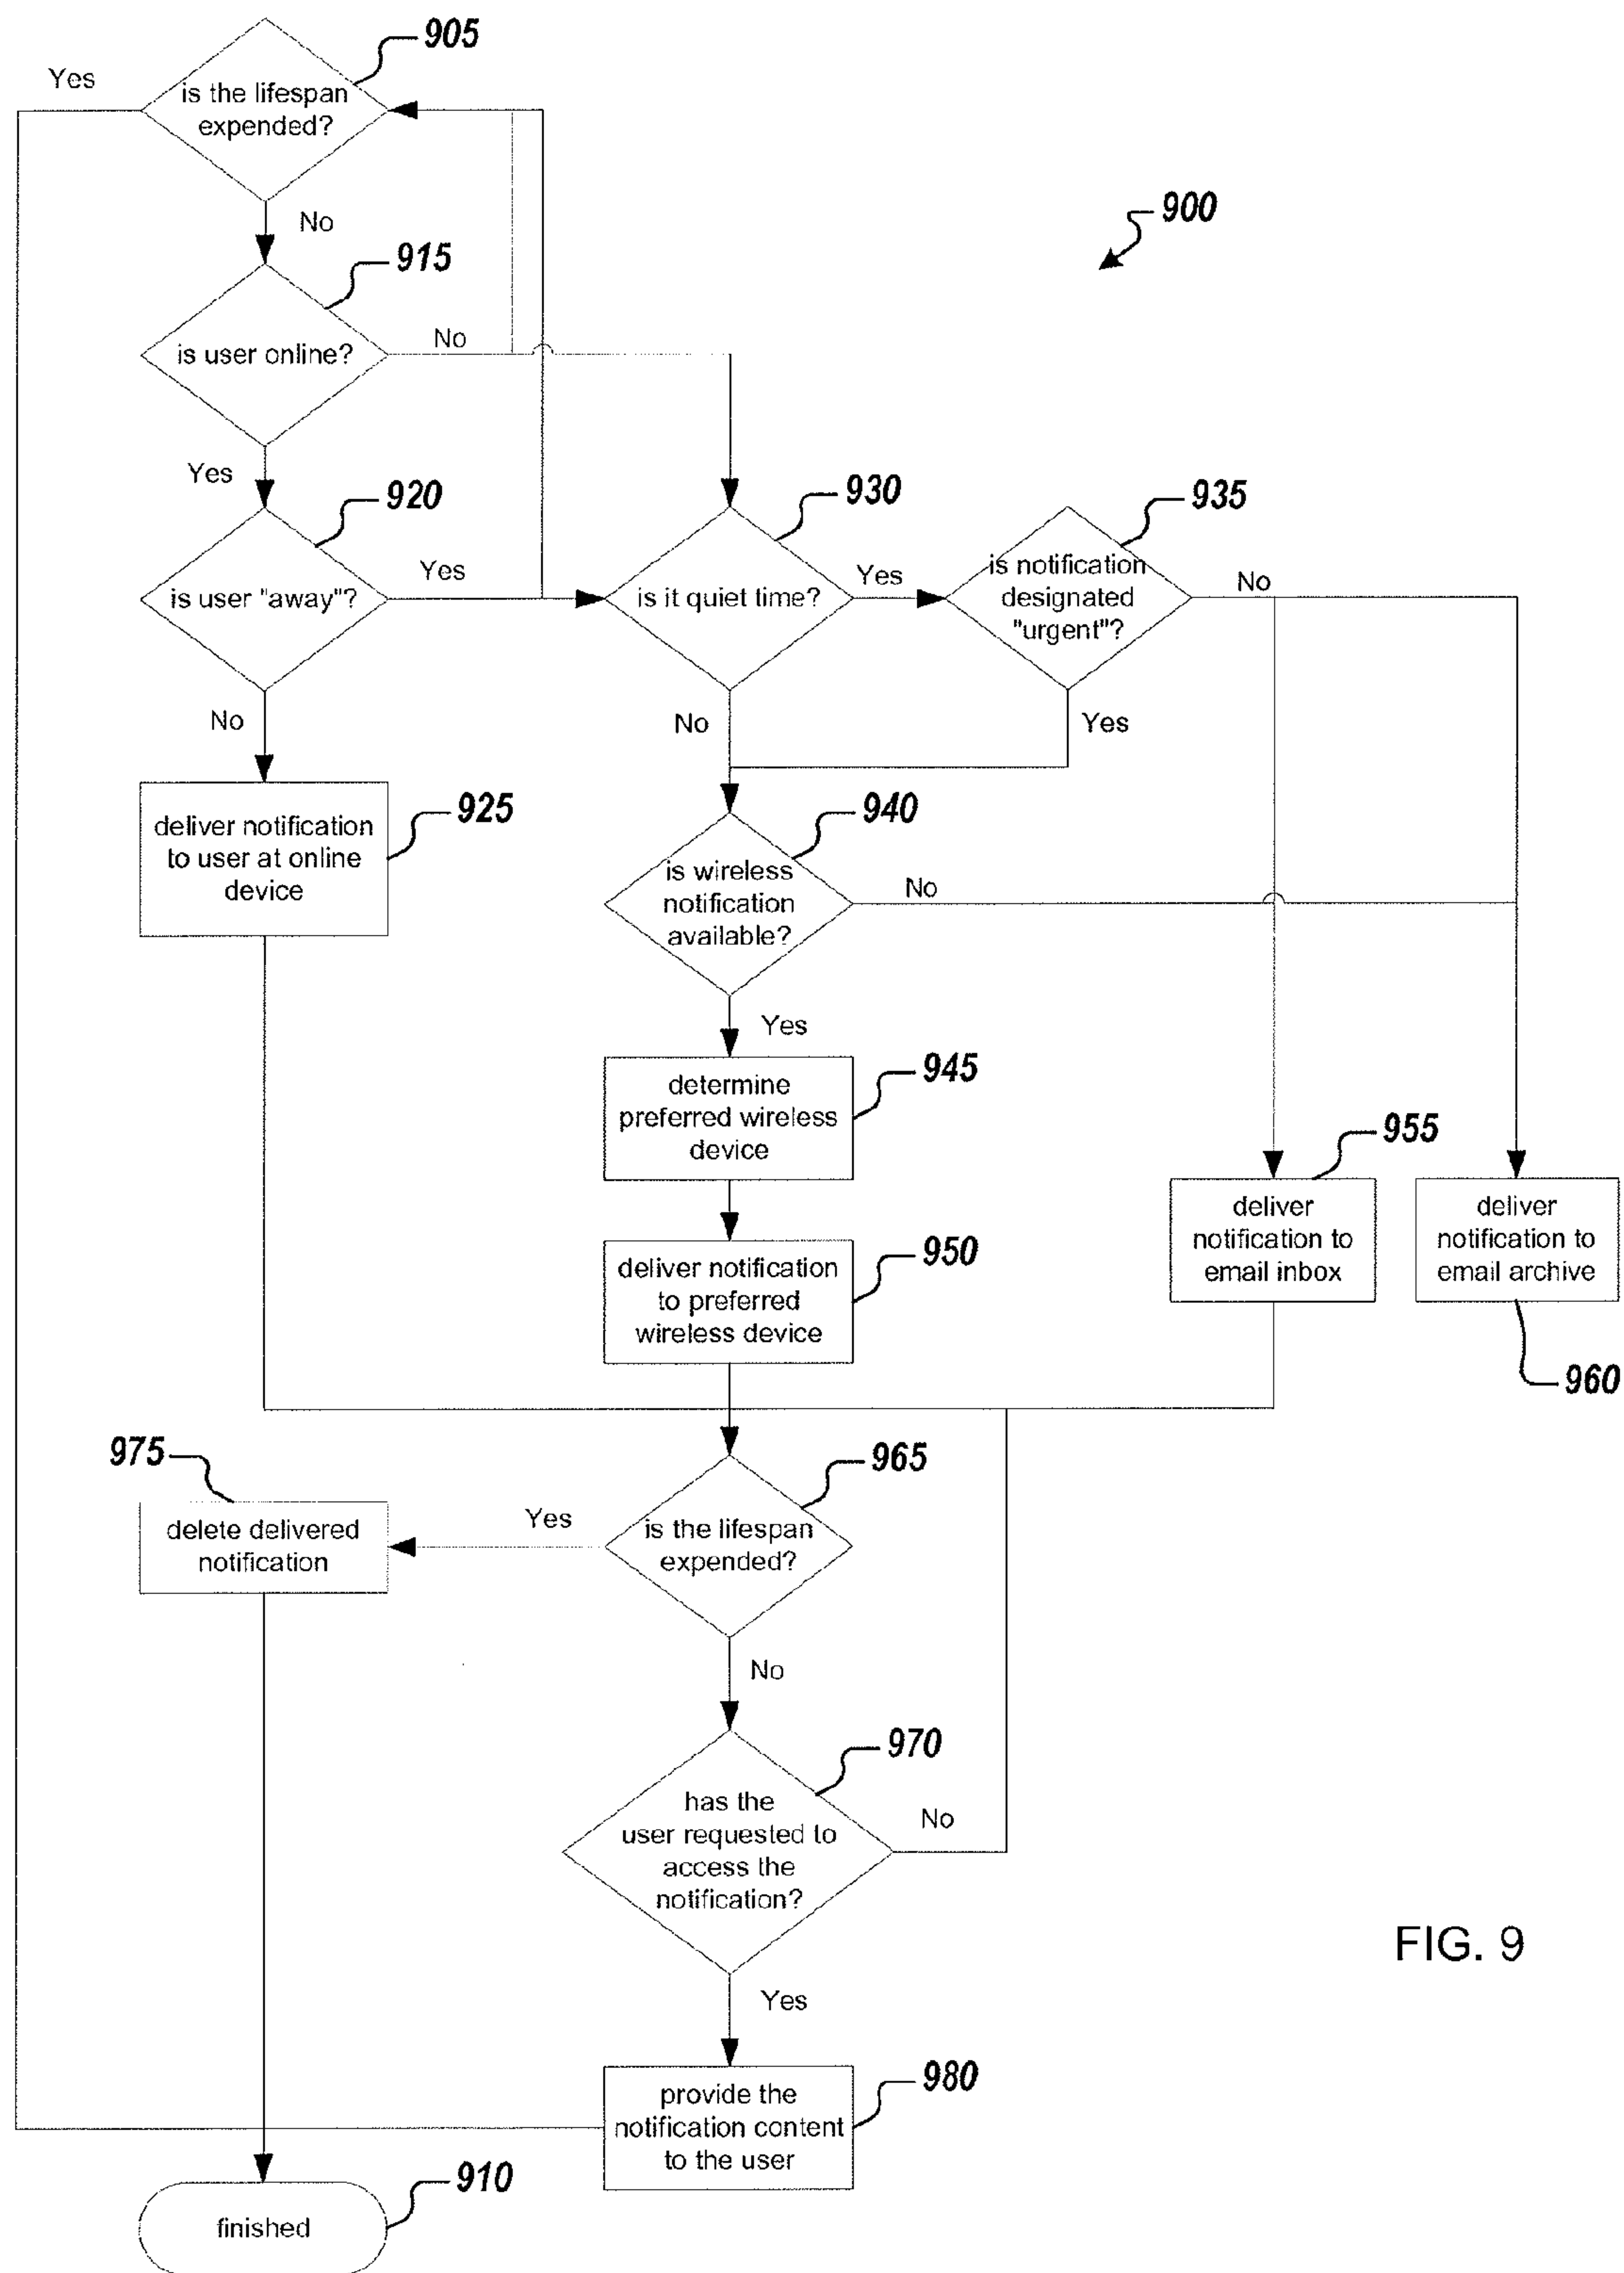 905
Yes
is the lifespan
expended?
900
No
915
is user online?
No
Yes
920
930
935
is user "away"?
Yes
is it quiet time?
Yes
is notification
designated
"urgent"?
No
No
No
Yes
deliver notification
to user at online
device
925
940
is wireless
notification
available?
No
Yes
determine
preferred wireless
device
945
955
deliver
notification to
email inbox
deliver
notification to
email archive
deliver notification
to preferred
wireless device
950
960
975
965
delete delivered
notification
Yes
is the lifespan
expended?
No
970
has the
user requested to
access the
notification?
No
FIG. 9
Yes
provide the
notification content
to the user
980
910
finished